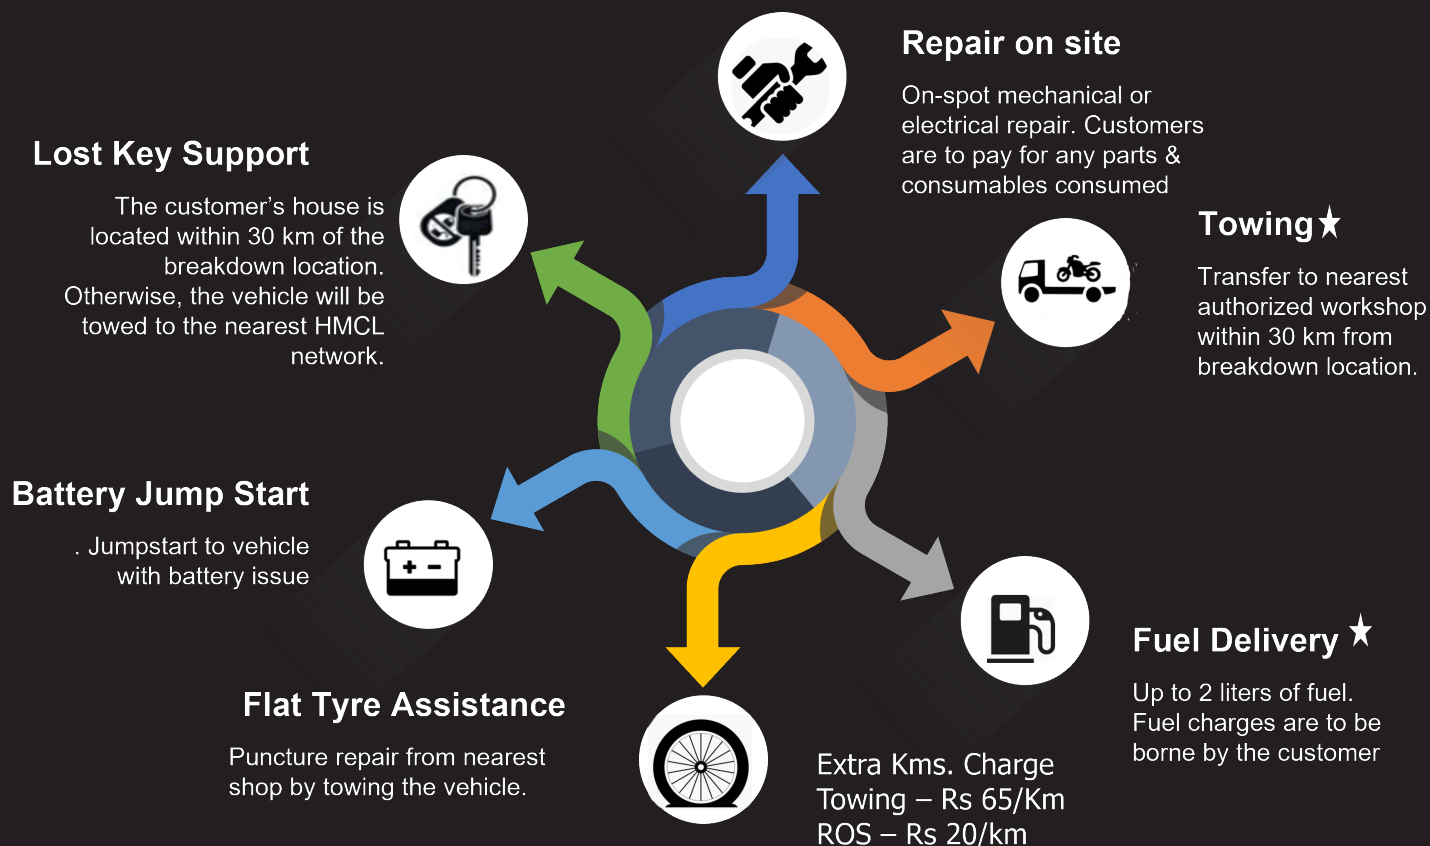 Repair on site
On-spot mechanical or
electrical repair. Customers
are to pay for any parts &
consumables consumed
Towing★
Transfer to nearest
authorized workshop
within 30 km from
breakdown location.
Fuel Delivery ★
Up to 2 liters of fuel.
Fuel charges are to be
borne by the customer
Extra Kms. Charge
Towing – Rs 65/Km
ROS – Rs 20/km
Flat Tyre Assistance
Puncture repair from nearest
shop by towing the vehicle.
Battery Jump Start
. Jumpstart to vehicle
with battery issue
Lost Key Support
The customer’s house is
located within 30 km of the
breakdown location.
Otherwise, the vehicle will be
towed to the nearest HMCL
network.